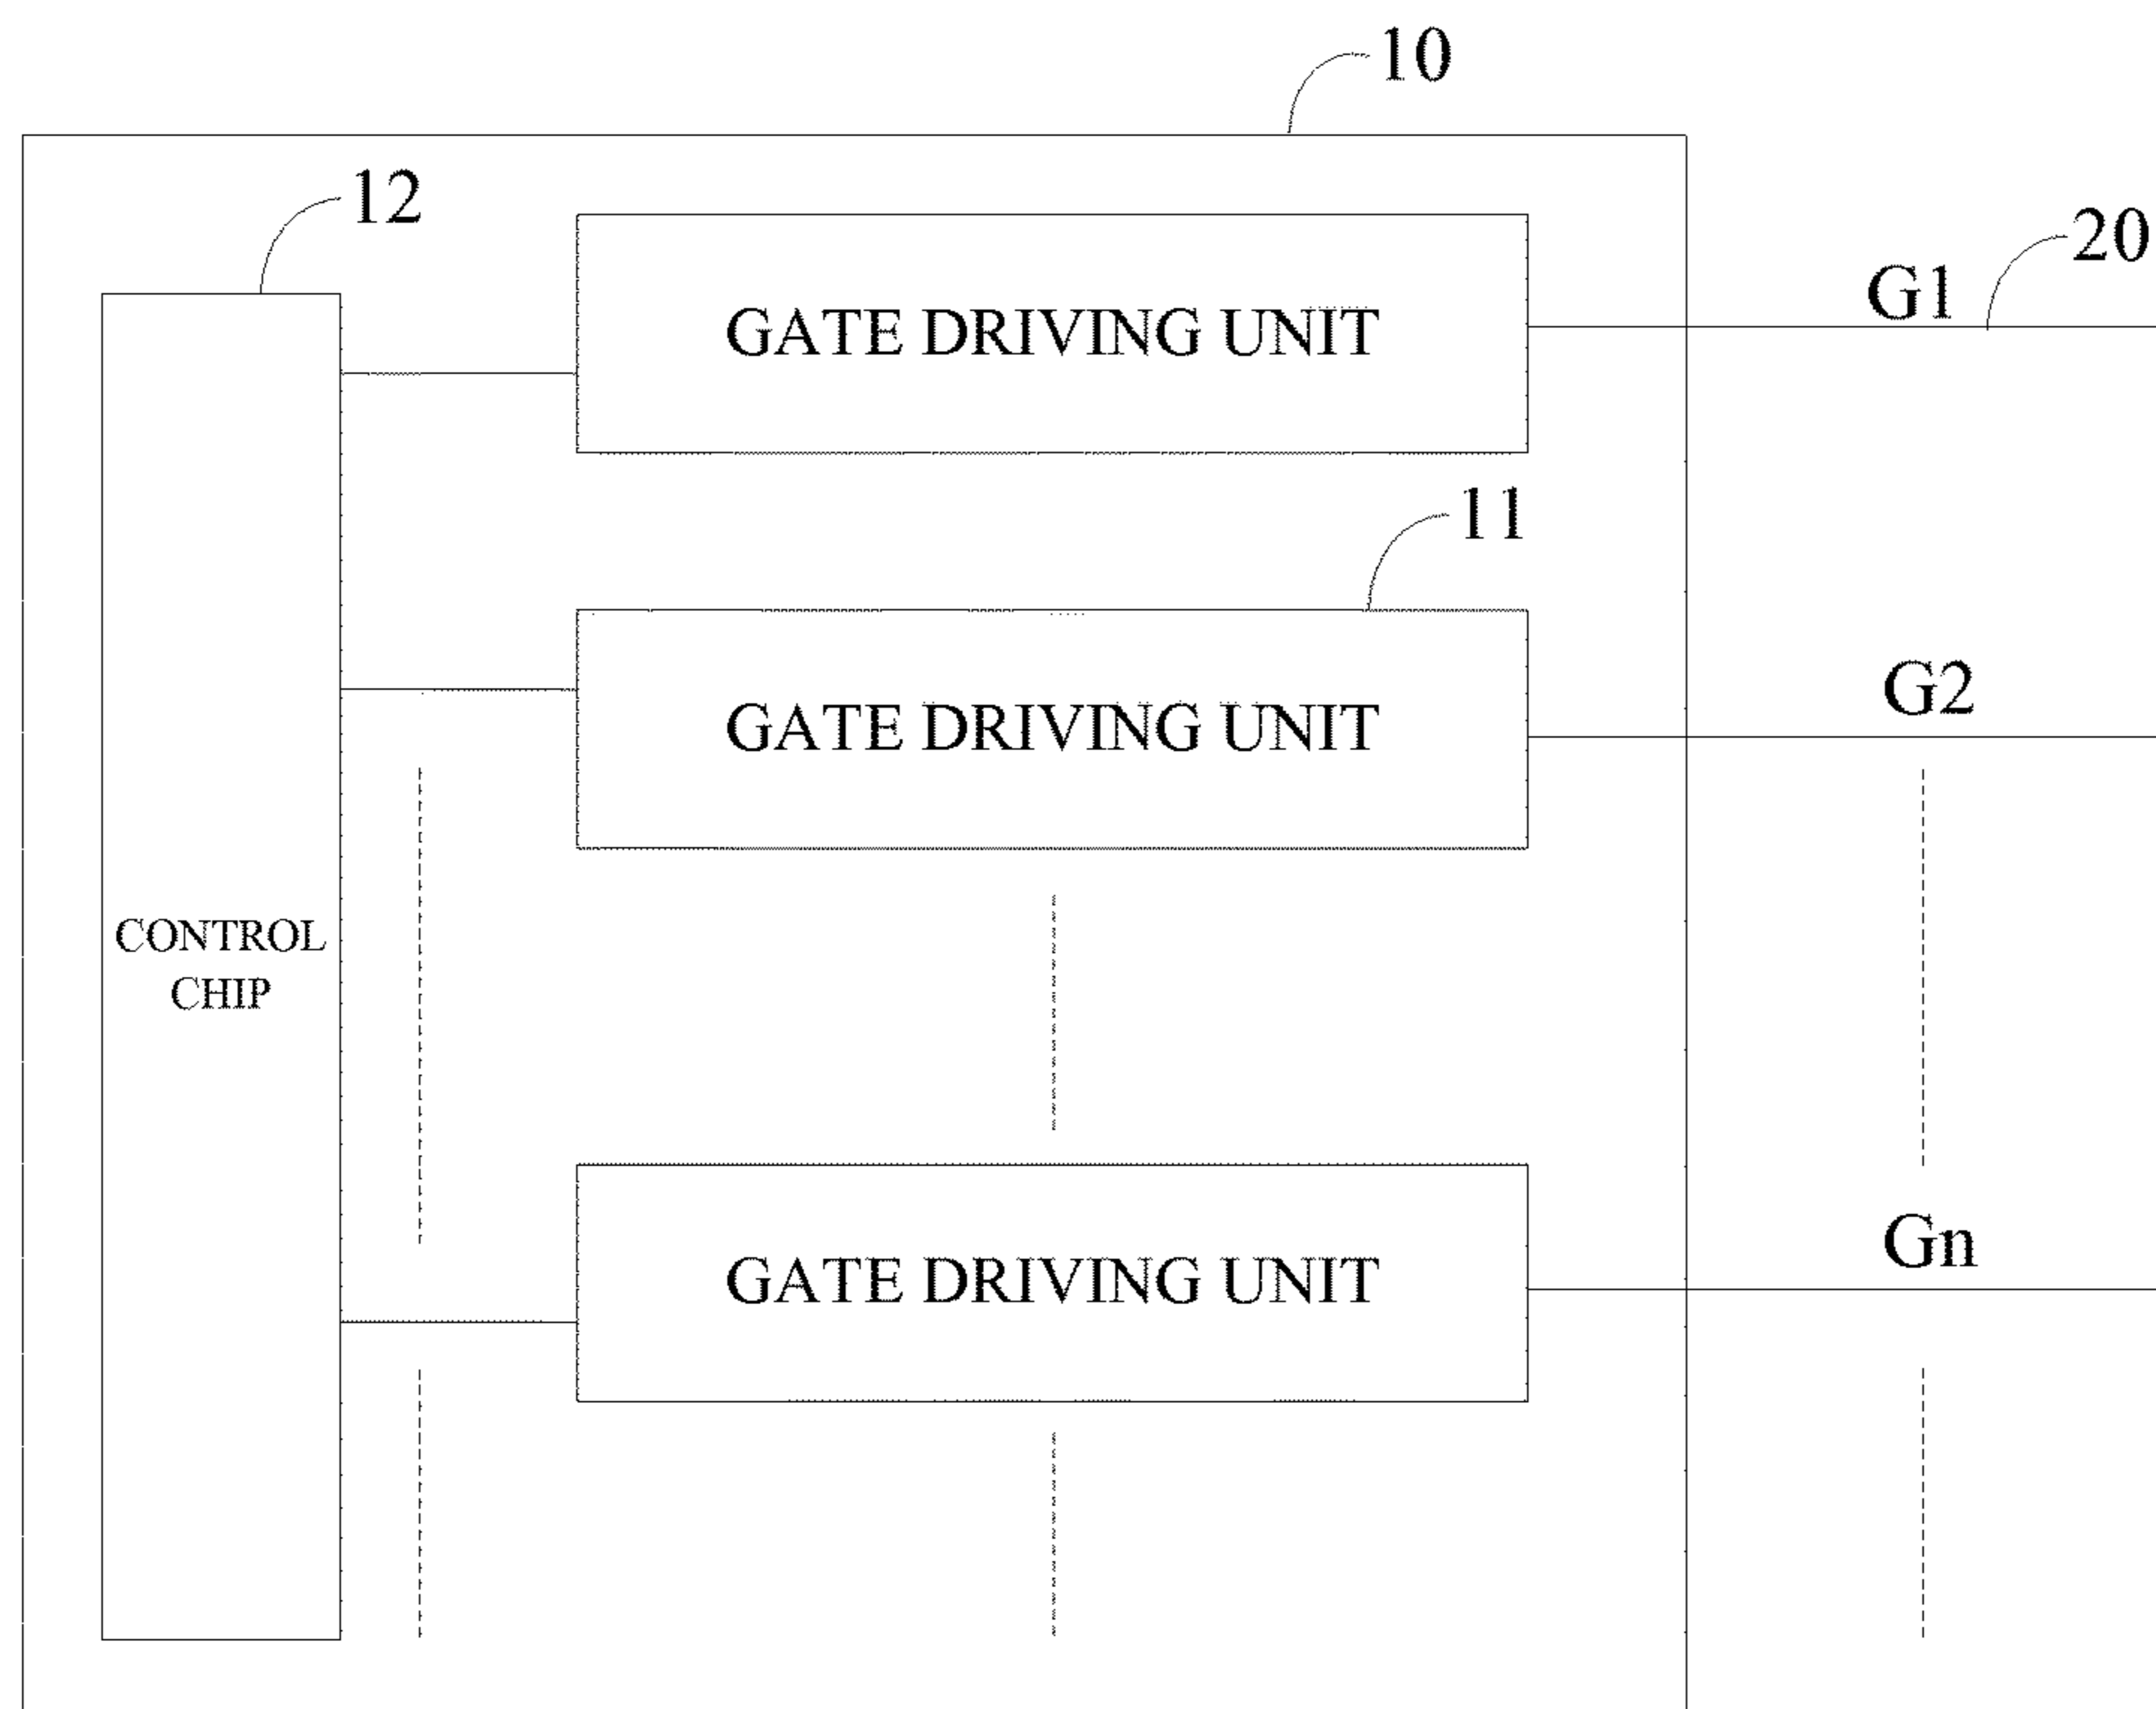 10
12
20
GATE DRIVING UNIT
G1
11
GATE DRIVING UNIT
G2
CONTROL
CHIP
GATE DRIVING UNIT
Gn